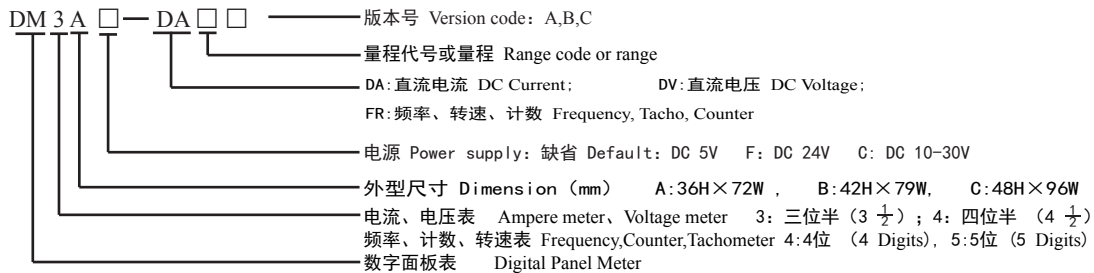 DM 3 A □ — DA □ □ 版本号 Version code: A,B,C
量程代号或量程 Range code or range
DA:直流电流 DC Current; DV:直流电压 DC Voltage;
FR:频率、转速、计数 Frequency, Tacho, Counter
电源 Power supply: 缺省 Default: DC 5V F: DC 24V C: DC 10-30V
外型尺寸 Dimension (mm) A:36H×72W , B:42H×79W, C:48H×96W
电流、电压表 Ampere meter、Voltage meter 3: 三位半 (3 1/2) ; 4: 四位半 (4 1/2)
频率、计数、转速表 Frequency,Counter,Tachometer 4:4位 (4 Digits), 5:5位 (5 Digits)
数字面板表 Digital Panel Meter